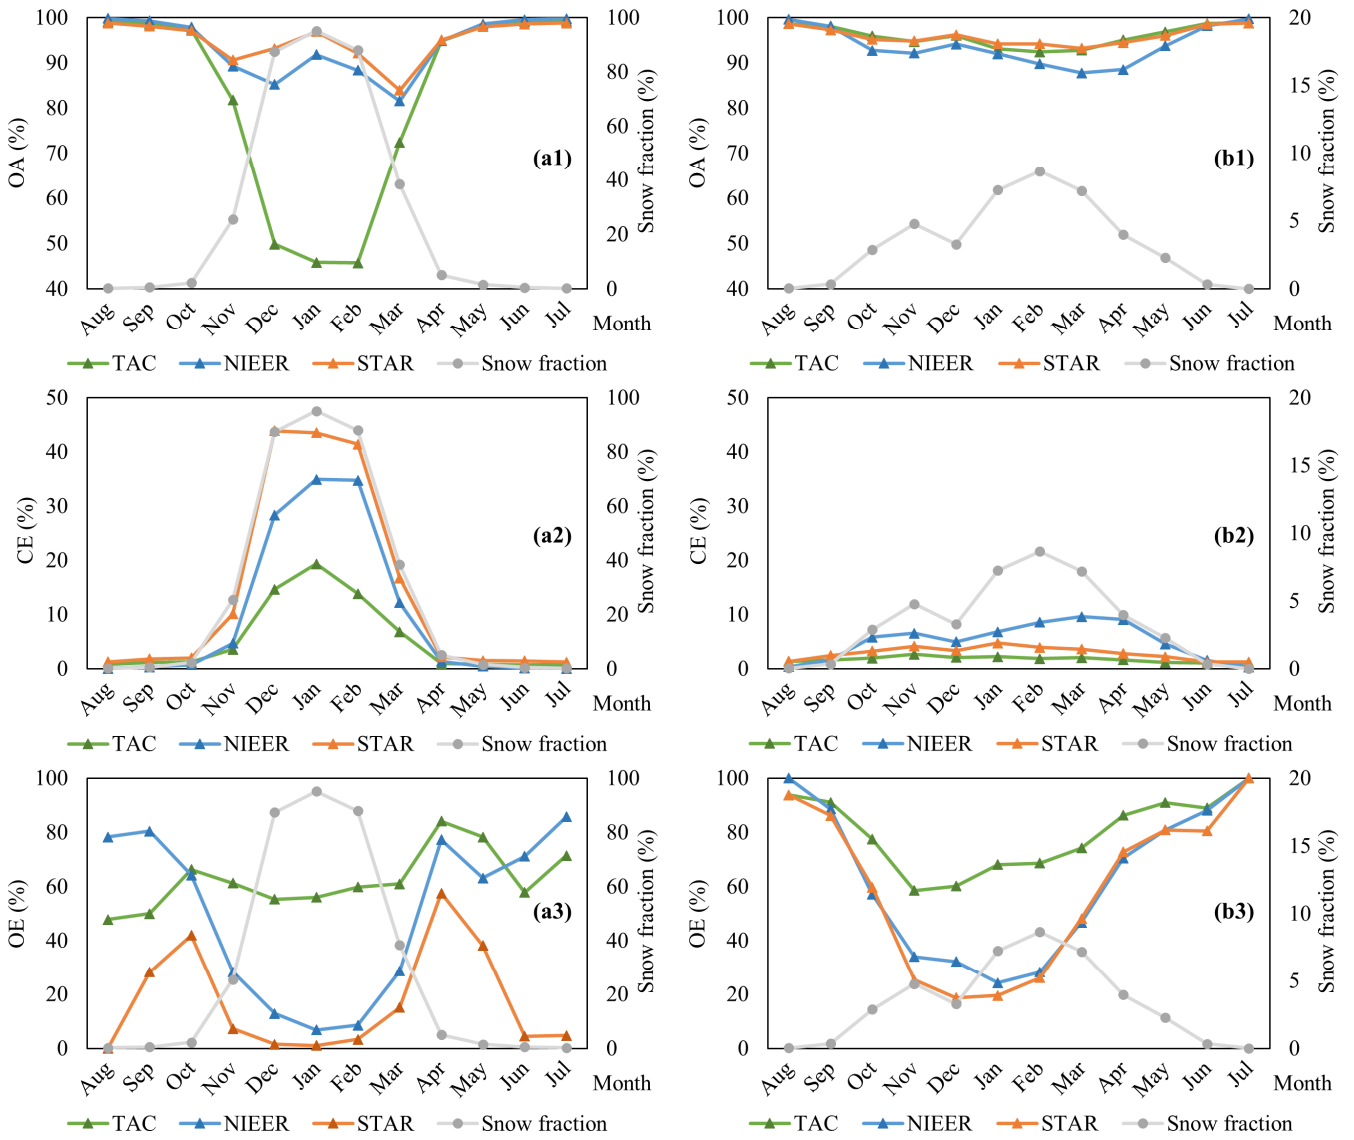 100
90
80
70
60
50
40
OA (%)
100
80
60
40
20
0
Snow fraction (%)
(a1)
Aug Sep Oct Nov Dec Jan Feb Mar Apr May Jun Jul Month
TAC NIEER STAR Snow fraction
100
90
80
70
60
50
40
OA (%)
20
15
10
5
0
Snow fraction (%)
(b1)
Aug Sep Oct Nov Dec Jan Feb Mar Apr May Jun Jul Month
TAC NIEER STAR Snow fraction
50
40
30
20
10
0
CE (%)
100
80
60
40
20
0
Snow fraction (%)
(a2)
Aug Sep Oct Nov Dec Jan Feb Mar Apr May Jun Jul Month
TAC NIEER STAR Snow fraction
50
40
30
20
10
0
CE (%)
20
15
10
5
0
Snow fraction (%)
(b2)
Aug Sep Oct Nov Dec Jan Feb Mar Apr May Jun Jul Month
TAC NIEER STAR Snow fraction
100
80
60
40
20
0
OE (%)
100
80
60
40
20
0
Snow fraction (%)
(a3)
Aug Sep Oct Nov Dec Jan Feb Mar Apr May Jun Jul Month
TAC NIEER STAR Snow fraction
100
80
60
40
20
0
OE (%)
20
15
10
5
0
Snow fraction (%)
(b3)
Aug Sep Oct Nov Dec Jan Feb Mar Apr May Jun Jul Month
TAC NIEER STAR Snow fraction